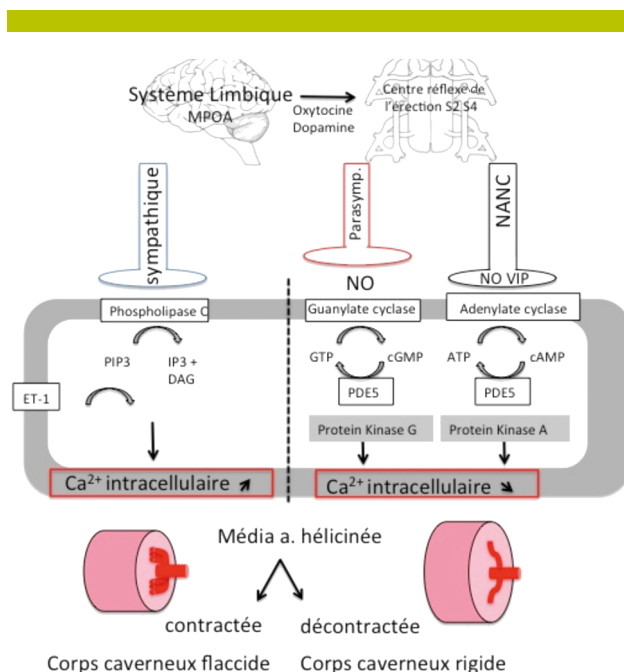 Système Limbique
MPOA
Oxytocine
Dopamine
Centre réflexe de
l'érection S2 S4
sympathique
Parasymp.
NANC
NO
NO VIP
Phospholipase C
Guanylate cyclase
Adenylate cyclase
PIP3
IP3 +
DAG
GTP
cGMP
ATP
cAMP
ET-1
PDE5
PDE5
Protein Kinase G
Protein Kinase A
Ca²⁺ intracellulaire
Ca²⁺ intracellulaire
Média a. hélicinée
contractée
décontractée
Corps caverneux flaccide
Corps caverneux rigide